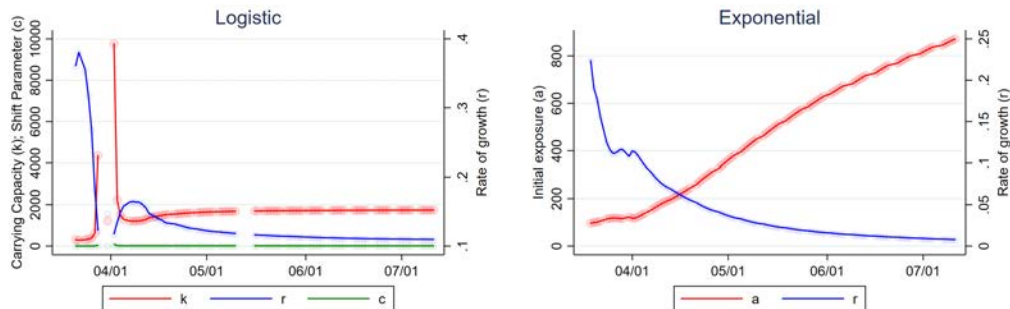 Logistic
Carrying Capacity (k); Shift Parameter (c)
10000
8000
6000
4000
2000
0
.4
.3
.2
.1
Rate of growth (r)
04/01 05/01 06/01 07/01
k r c
Exponential
Initial exposure (a)
800
600
400
200
0
.25
.2
.15
.1
.05
0
Rate of growth (r)
04/01 05/01 06/01 07/01
a r